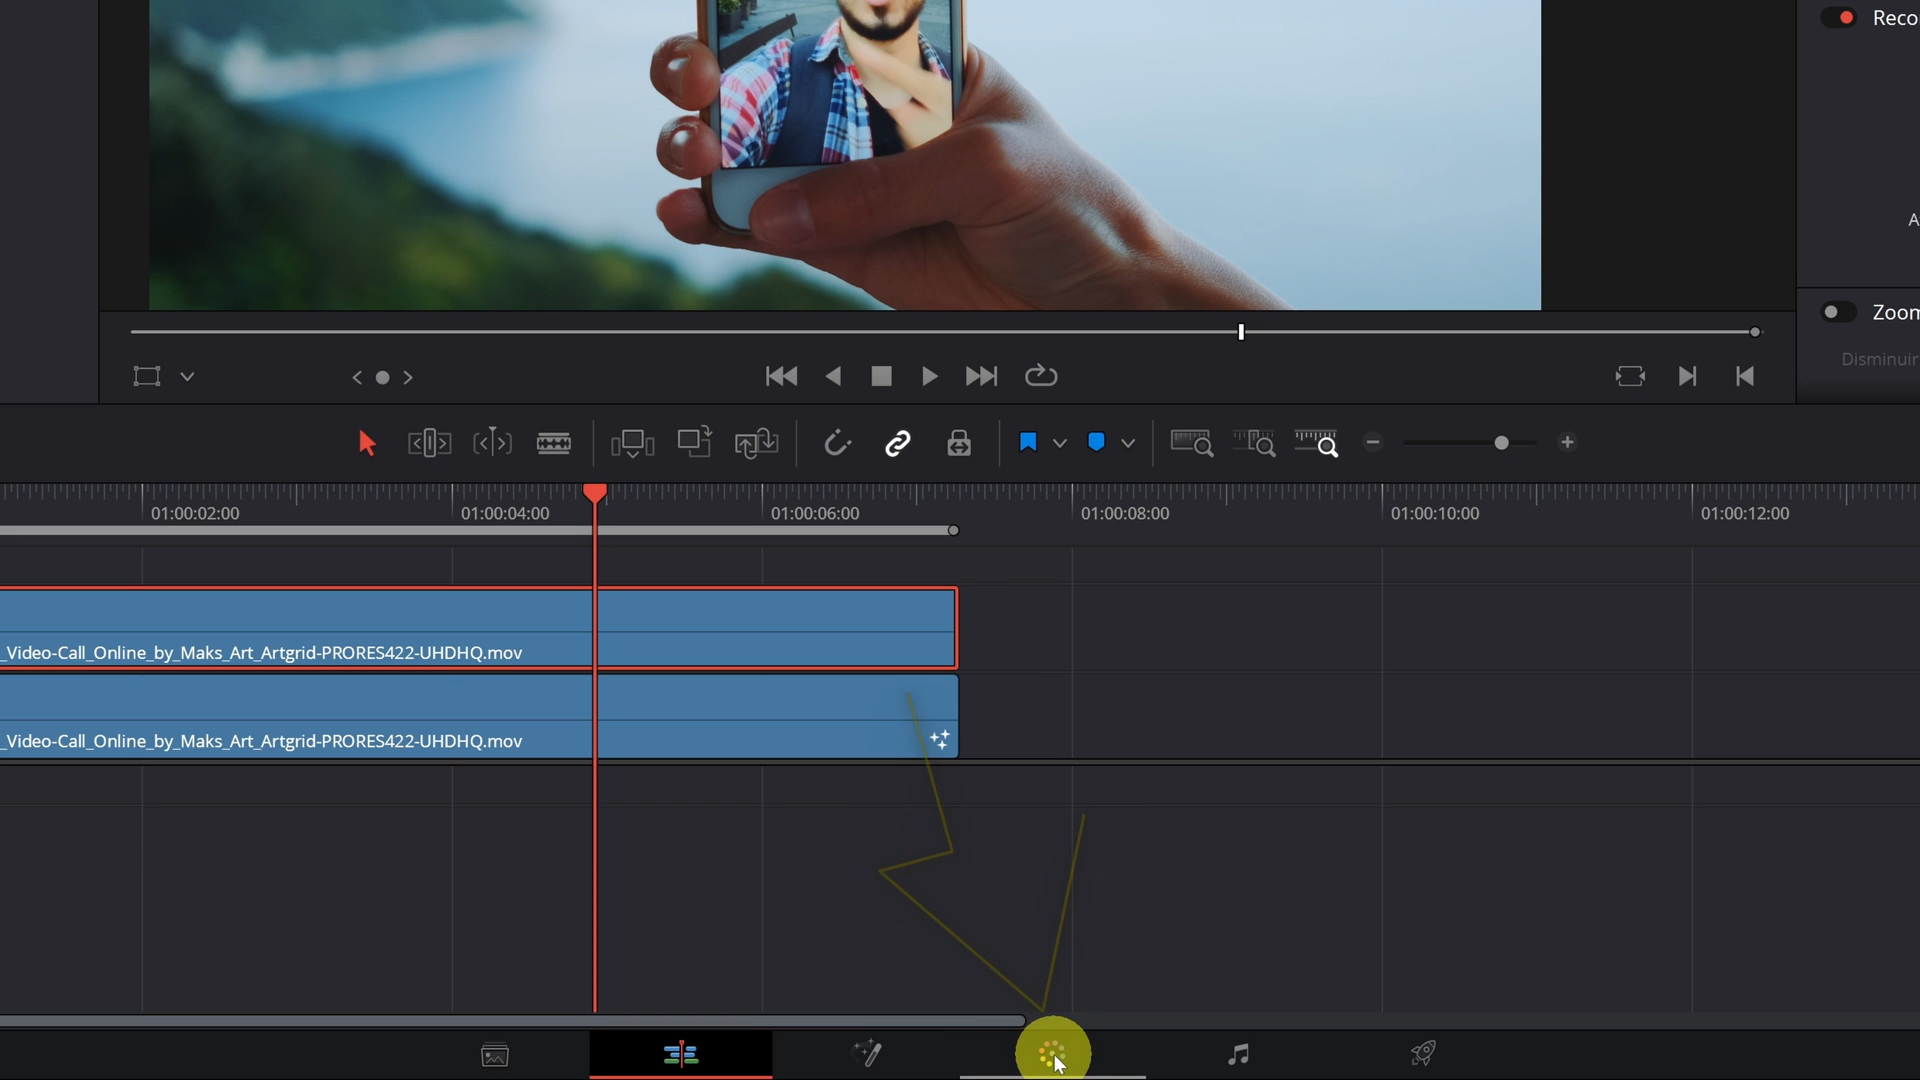 Reco
A
Zoom
Disminuir
01:00:02:00
01:00:04:00
01:00:06:00
01:00:08:00
01:00:10:00
01:00:12:00
_Video-Call_Online_by_Maks_Art_Artgrid-PRORES422-UHDHQ.mov
_Video-Call_Online_by_Maks_Art_Artgrid-PRORES422-UHDHQ.mov